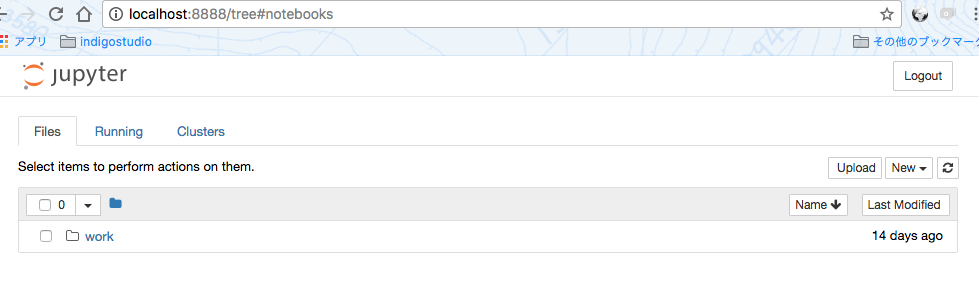 localhost:8888/tree#notebooks
アプリ indigostudio その他のブックマーク
jupyter Logout
Files Running Clusters
Select items to perform actions on them. Upload New
0 Name Last Modified
work 14 days ago